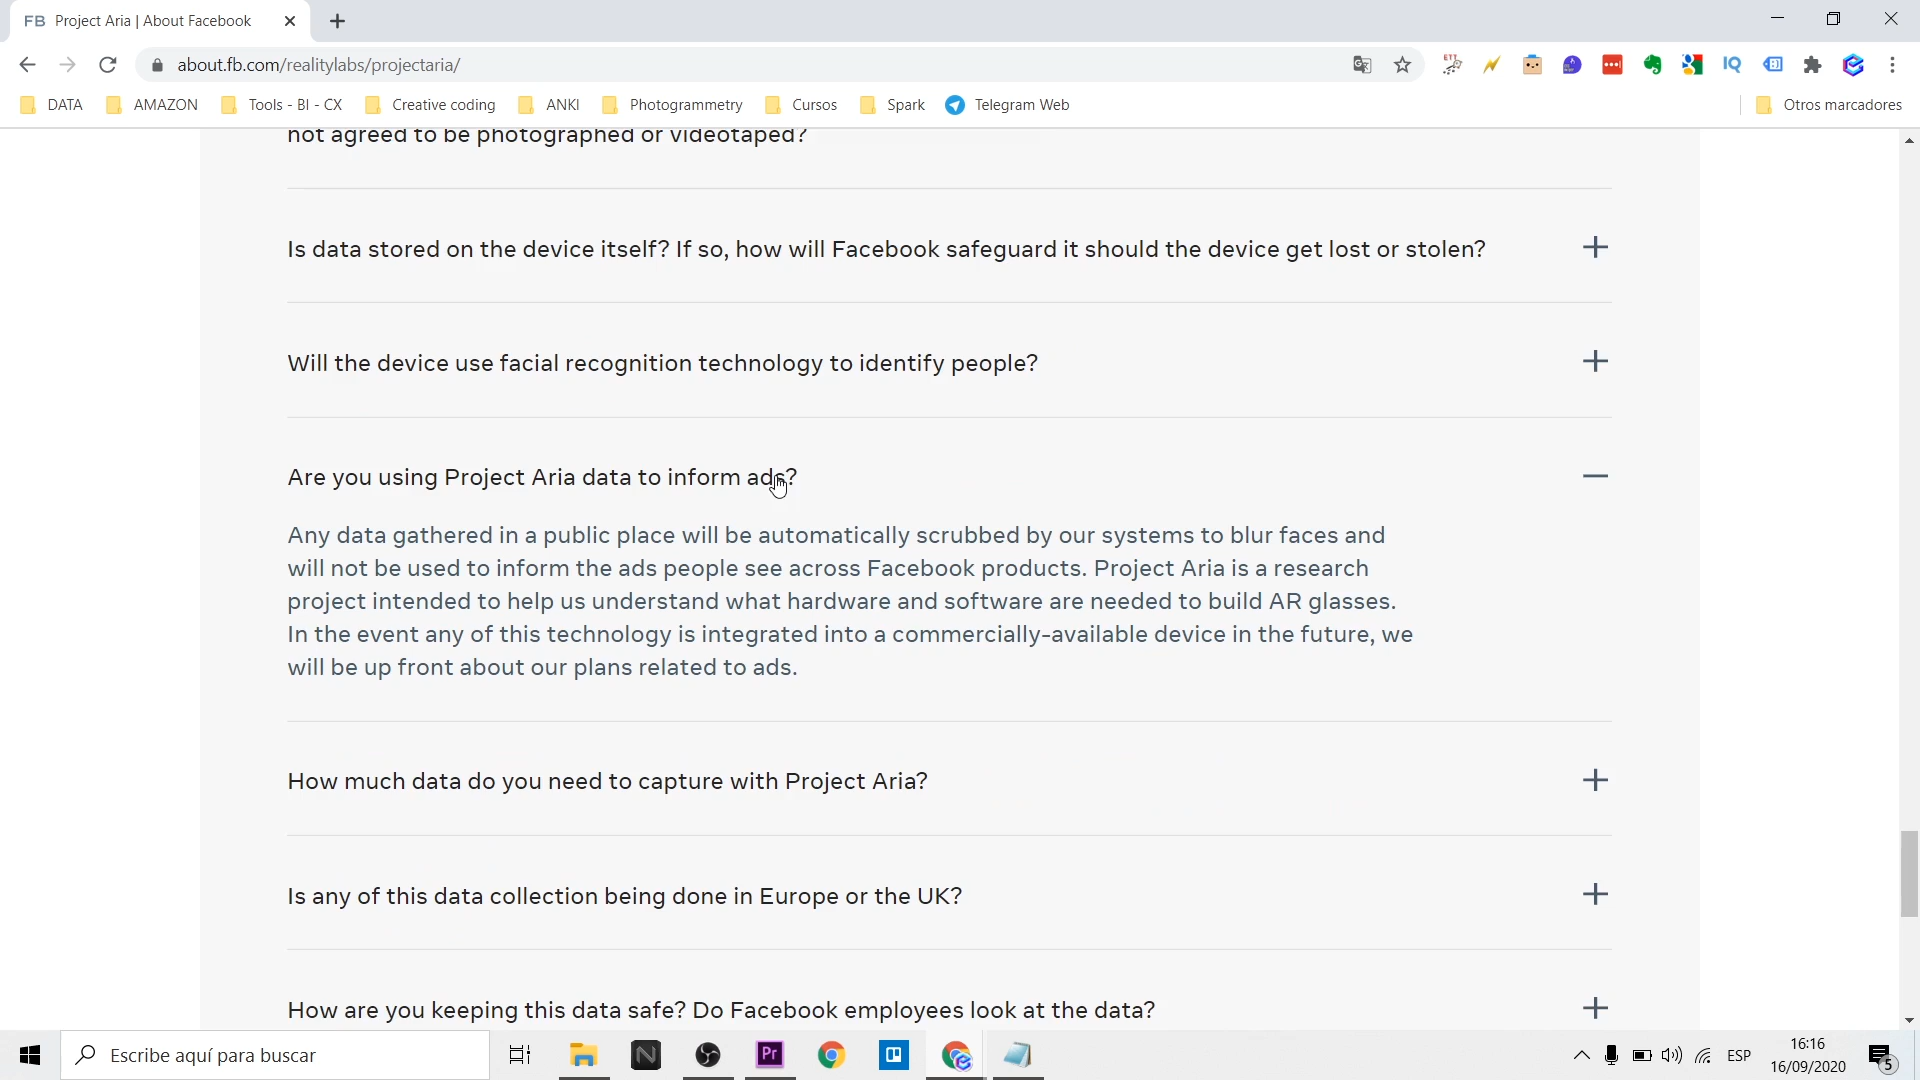 FB Project Aria | About Facebook
about.fb.com/realitylabs/projectaria/
DATA AMAZON Tools - BI - CX Creative coding ANKI Photogrammetry Cursos Spark Telegram Web Otros marcadores
not agreed to be photographed or videotaped?
Is data stored on the device itself? If so, how will Facebook safeguard it should the device get lost or stolen?
Will the device use facial recognition technology to identify people?
Are you using Project Aria data to inform ads?
Any data gathered in a public place will be automatically scrubbed by our systems to blur faces and
will not be used to inform the ads people see across Facebook products. Project Aria is a research
project intended to help us understand what hardware and software are needed to build AR glasses.
In the event any of this technology is integrated into a commercially-available device in the future, we
will be up front about our plans related to ads.
How much data do you need to capture with Project Aria?
Is any of this data collection being done in Europe or the UK?
How are you keeping this data safe? Do Facebook employees look at the data?
Escribe aquí para buscar
Pr
ESP
16:16
16/09/2020
5